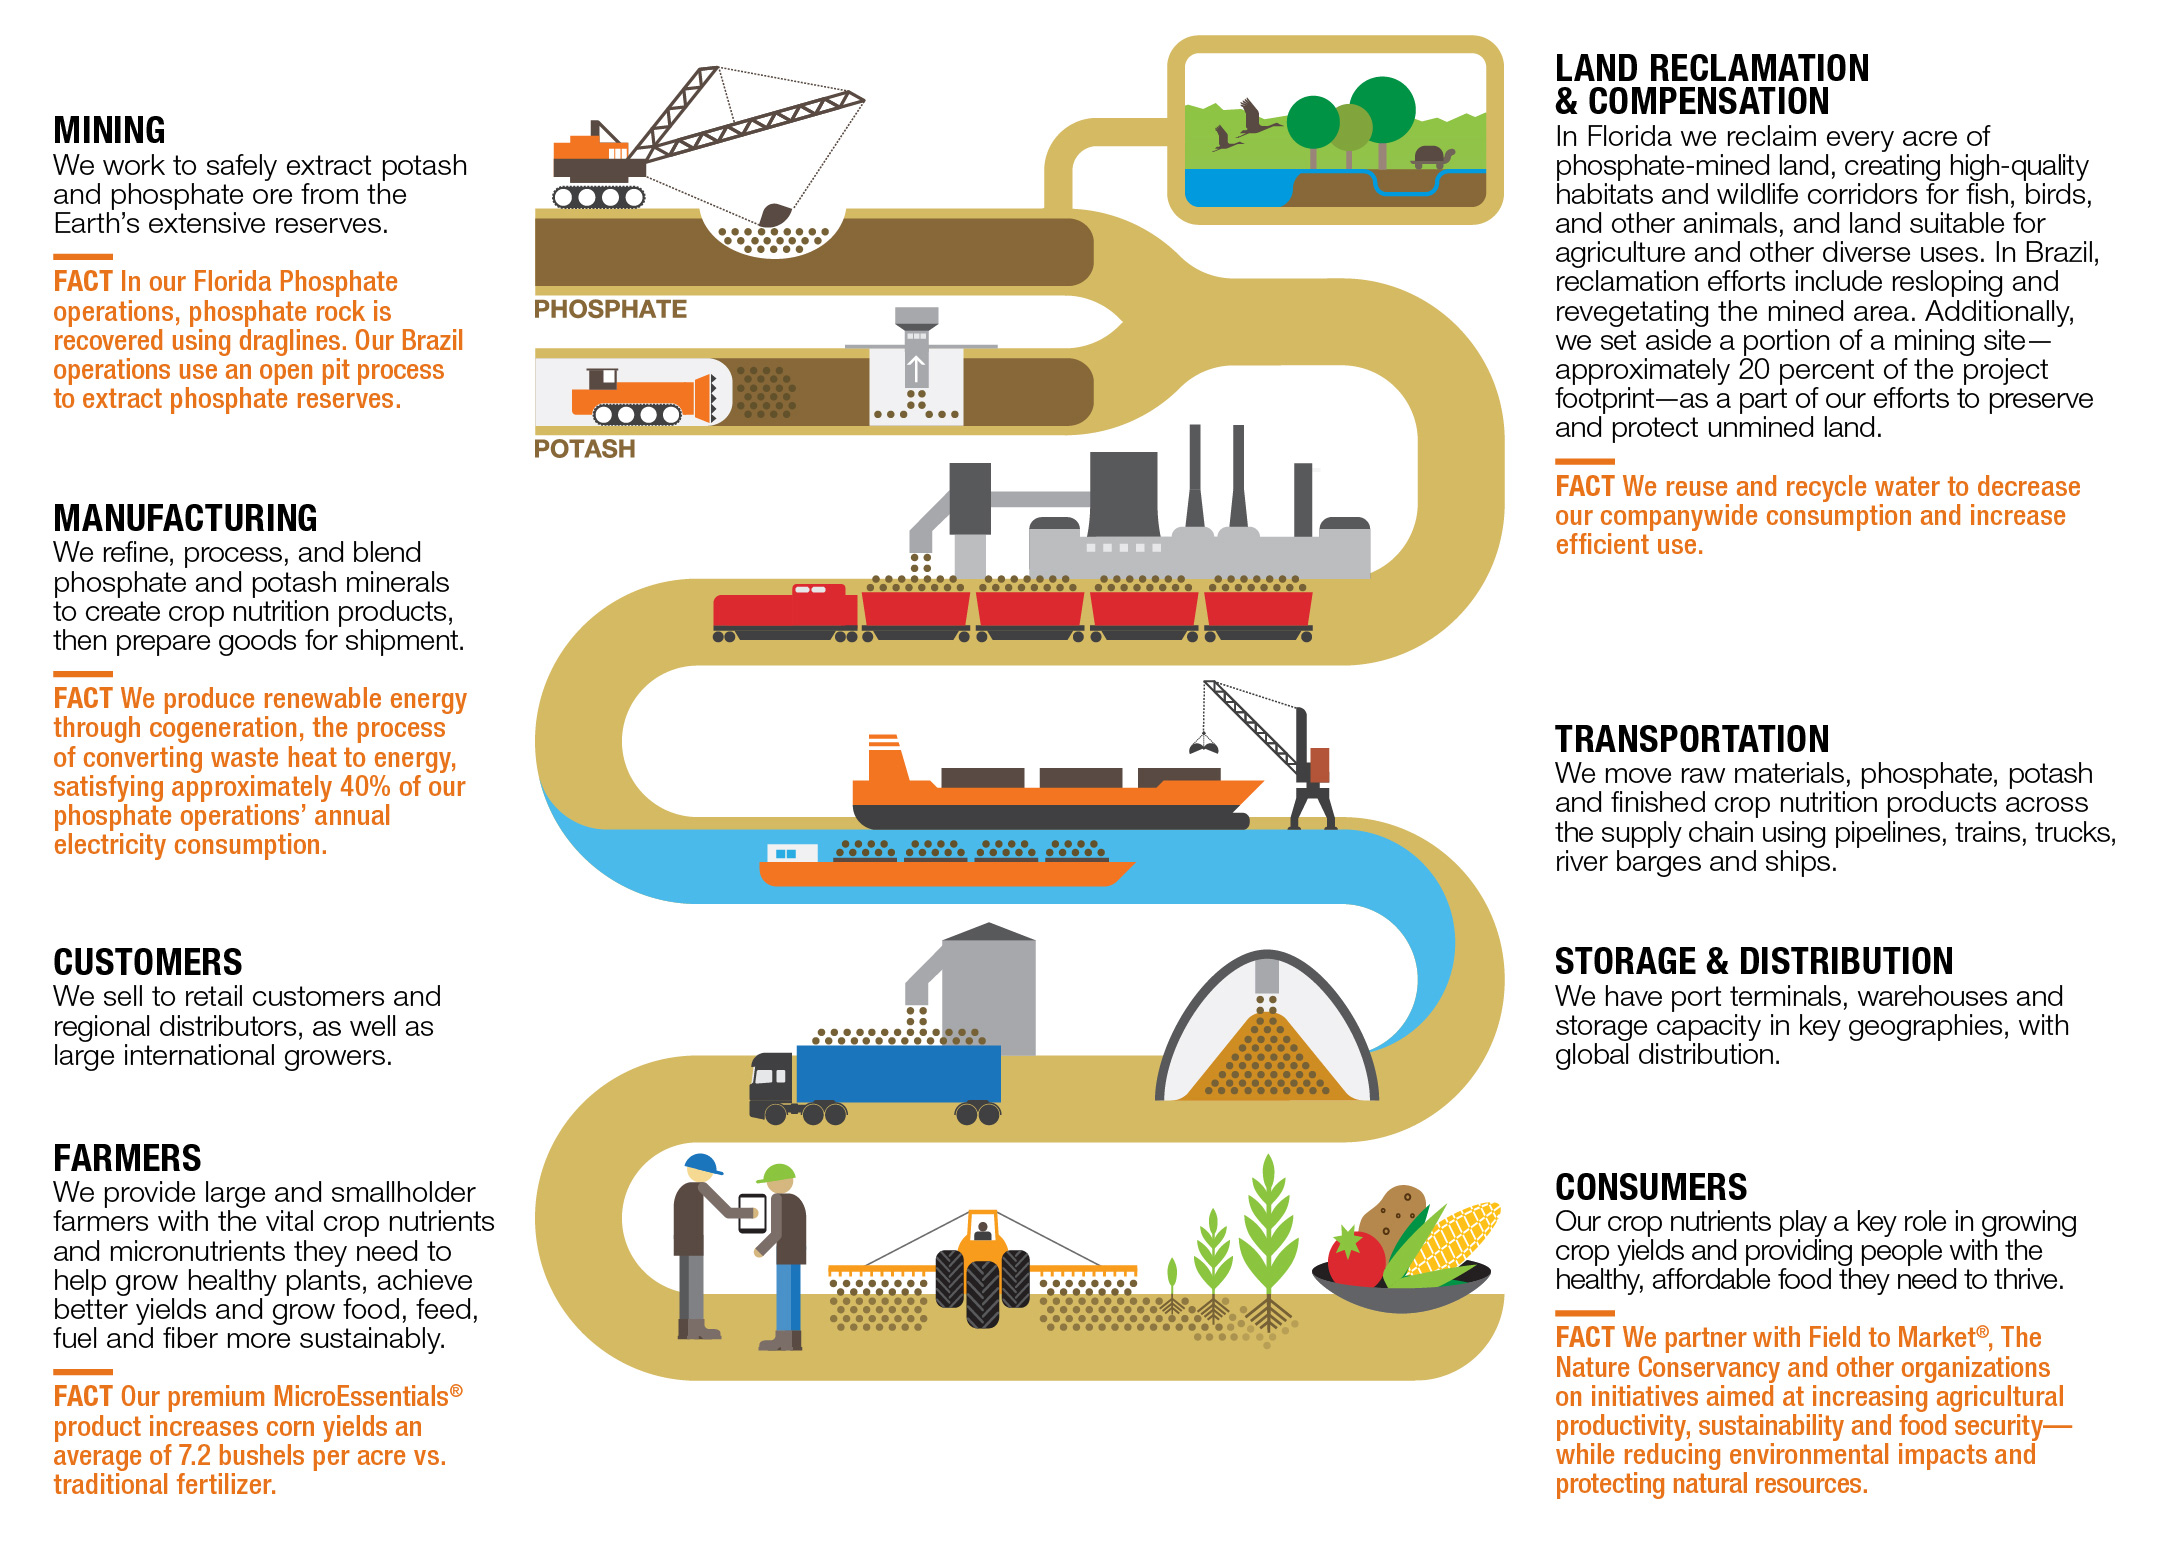 MINING
We work to safely extract potash
and phosphate ore from the
Earth’s extensive reserves.
FACT In our Florida Phosphate
operations, phosphate rock is
recovered using draglines. Our Brazil
operations use an open pit process
to extract phosphate reserves.
PHOSPHATE
POTASH
LAND RECLAMATION
& COMPENSATION
In Florida we reclaim every acre of
phosphate-mined land, creating high-quality
habitats and wildlife corridors for fish, birds,
and other animals, and land suitable for
agriculture and other diverse uses. In Brazil,
reclamation efforts include resloping and
revegetating the mined area. Additionally,
we set aside a portion of a mining site—
approximately 20 percent of the project
footprint—as a part of our efforts to preserve
and protect unmined land.
FACT We reuse and recycle water to decrease
our companywide consumption and increase
efficient use.
MANUFACTURING
We refine, process, and blend
phosphate and potash minerals
to create crop nutrition products,
then prepare goods for shipment.
FACT We produce renewable energy
through cogeneration, the process
of converting waste heat to energy,
satisfying approximately 40% of our
phosphate operations’ annual
electricity consumption.
TRANSPORTATION
We move raw materials, phosphate, potash
and finished crop nutrition products across
the supply chain using pipelines, trains, trucks,
river barges and ships.
CUSTOMERS
We sell to retail customers and
regional distributors, as well as
large international growers.
STORAGE & DISTRIBUTION
We have port terminals, warehouses and
storage capacity in key geographies, with
global distribution.
FARMERS
We provide large and smallholder
farmers with the vital crop nutrients
and micronutrients they need to
help grow healthy plants, achieve
better yields and grow food, feed,
fuel and fiber more sustainably.
FACT Our premium MicroEssentials®
product increases corn yields an
average of 7.2 bushels per acre vs.
traditional fertilizer.
CONSUMERS
Our crop nutrients play a key role in growing
crop yields and providing people with the
healthy, affordable food they need to thrive.
FACT We partner with Field to Market®, The
Nature Conservancy and other organizations
on initiatives aimed at increasing agricultural
productivity, sustainability and food security—
while reducing environmental impacts and
protecting natural resources.